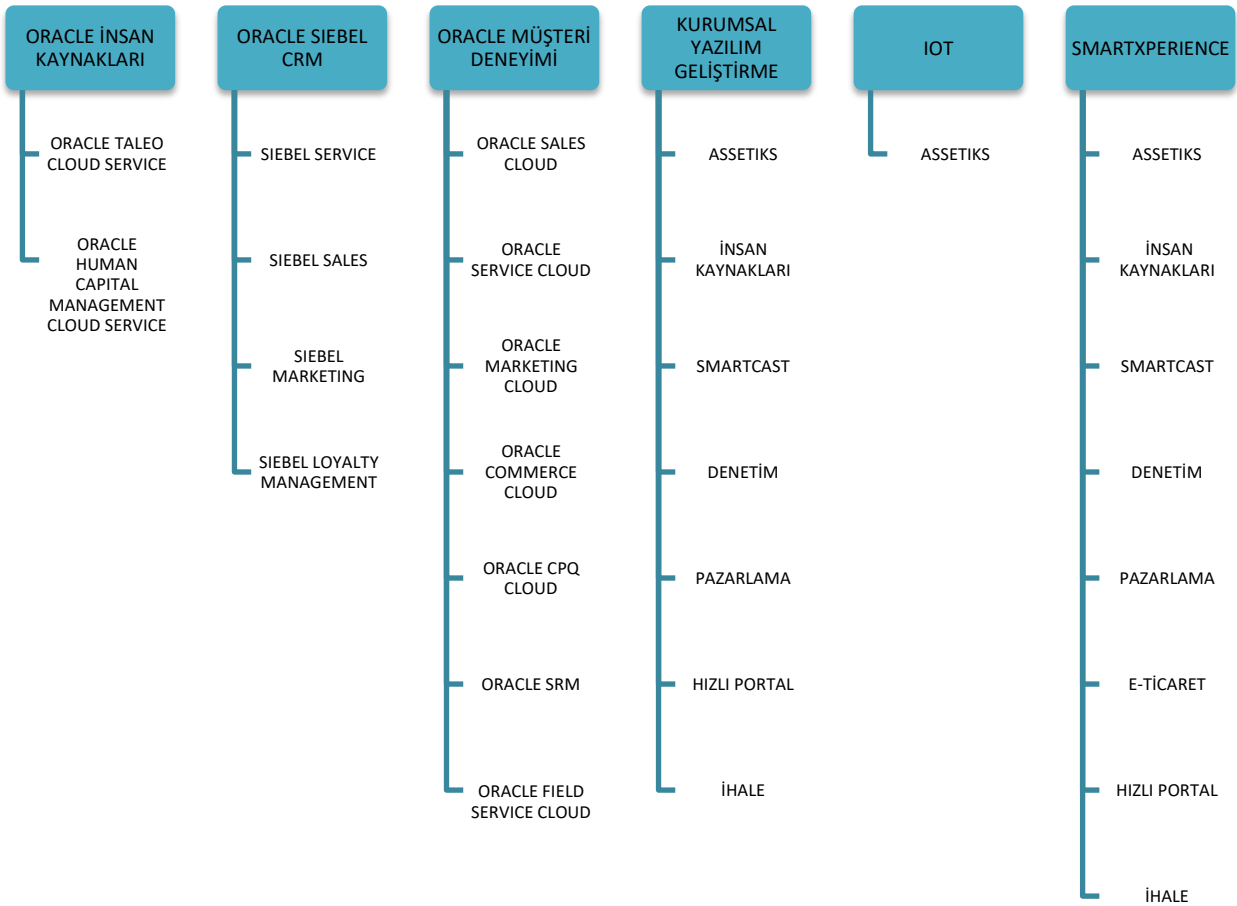 ORACLE İNSAN
KAYNAKLARI
ORACLE TALEO
CLOUD SERVICE
ORACLE
HUMAN
CAPITAL
MANAGEMENT
CLOUD SERVICE
ORACLE SIEBEL
CRM
SIEBEL SERVICE
SIEBEL SALES
SIEBEL
MARKETING
SIEBEL LOYALTY
MANAGEMENT
ORACLE MÜŞTERİ
DENEYİMİ
ORACLE SALES
CLOUD
ORACLE
SERVICE CLOUD
ORACLE
MARKETING
CLOUD
ORACLE
COMMERCE
CLOUD
ORACLE CPQ
CLOUD
ORACLE SRM
ORACLE FIELD
SERVICE CLOUD
KURUMSAL
YAZILIM
GELİŞTİRME
ASSETIKS
İNSAN
KAYNAKLARI
SMARTCAST
DENETİM
PAZARLAMA
HIZLI PORTAL
İHALE
IOT
ASSETIKS
SMARTXPERIENCE
ASSETIKS
İNSAN
KAYNAKLARI
SMARTCAST
DENETİM
PAZARLAMA
E-TİCARET
HIZLI PORTAL
İHALE